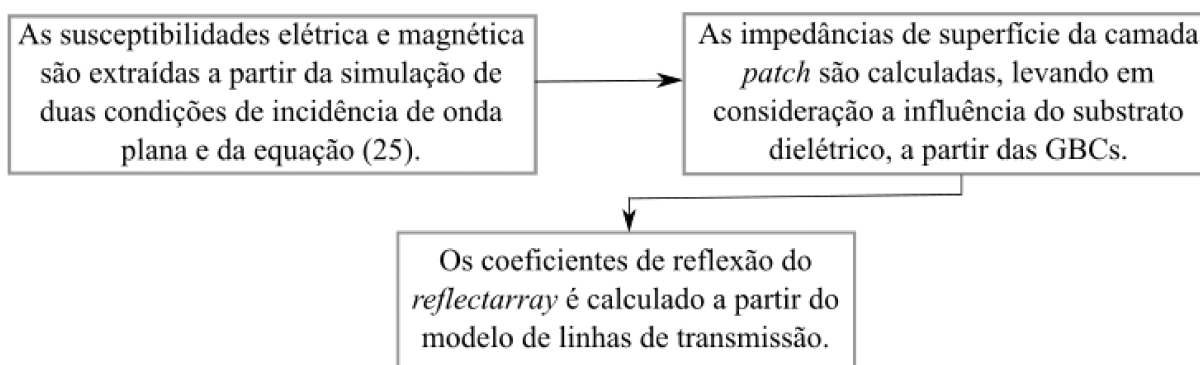 As susceptibilidades elétrica e magnética
são extraídas a partir da simulação de
duas condições de incidência de onda
plana e da equação (25).
As impedâncias de superfície da camada
patch são calculadas, levando em
consideração a influência do substrato
dielétrico, a partir das GBCs.
Os coeficientes de reflexão do
reflectarray é calculado a partir do
modelo de linhas de transmissão.